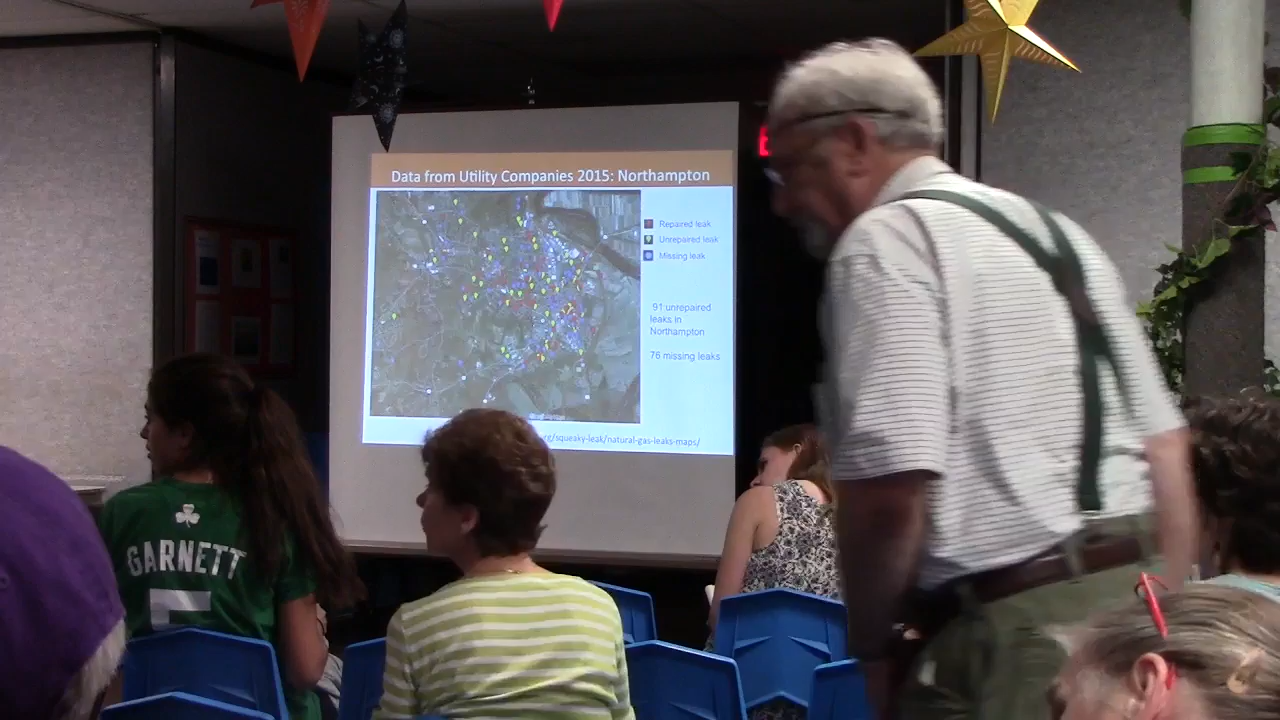 Data from Utility Companies 2015: Northampton
Repaired leak
Unrepaired leak
Missing leak
91 unrepaired
leaks in
Northampton
76 missing leaks
/squeaky-leak/natural-gas-leaks-maps/
GARNETT
5